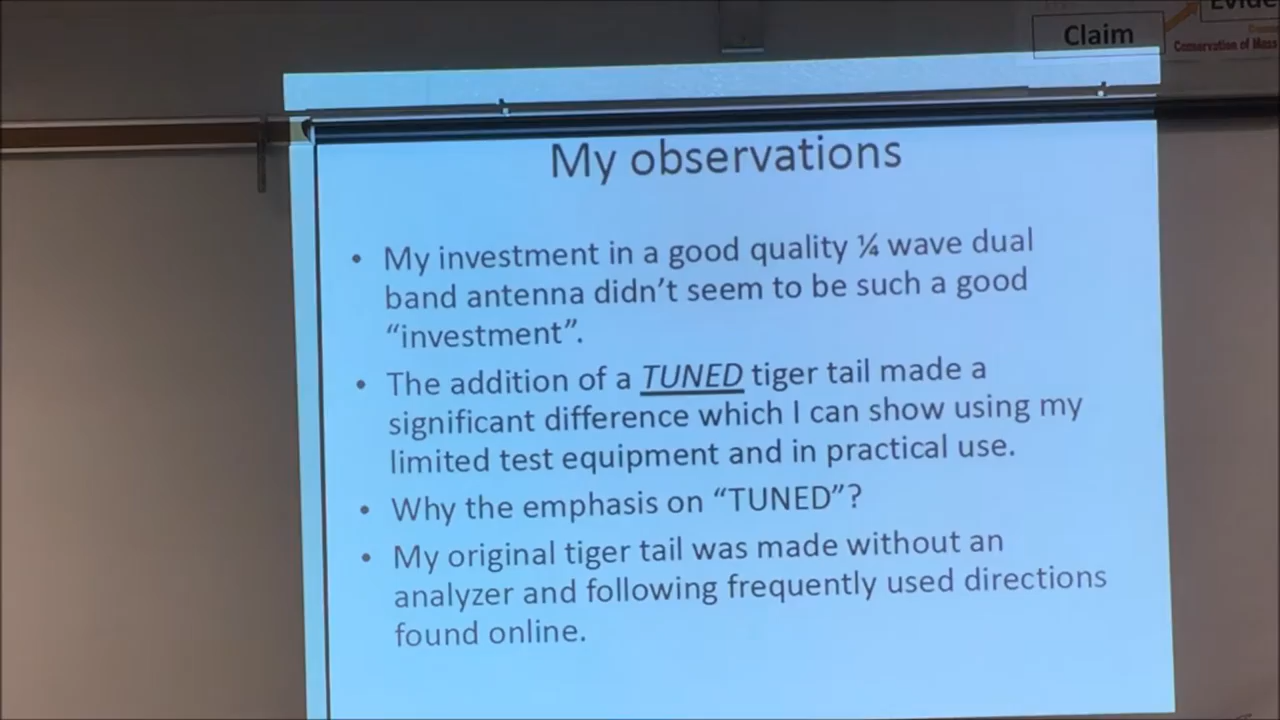 Claim
Conservation of Mass
My observations
• My investment in a good quality ¼ wave dual
band antenna didn’t seem to be such a good
“investment”.
• The addition of a TUNED tiger tail made a
significant difference which I can show using my
limited test equipment and in practical use.
• Why the emphasis on “TUNED”?
• My original tiger tail was made without an
analyzer and following frequently used directions
found online.